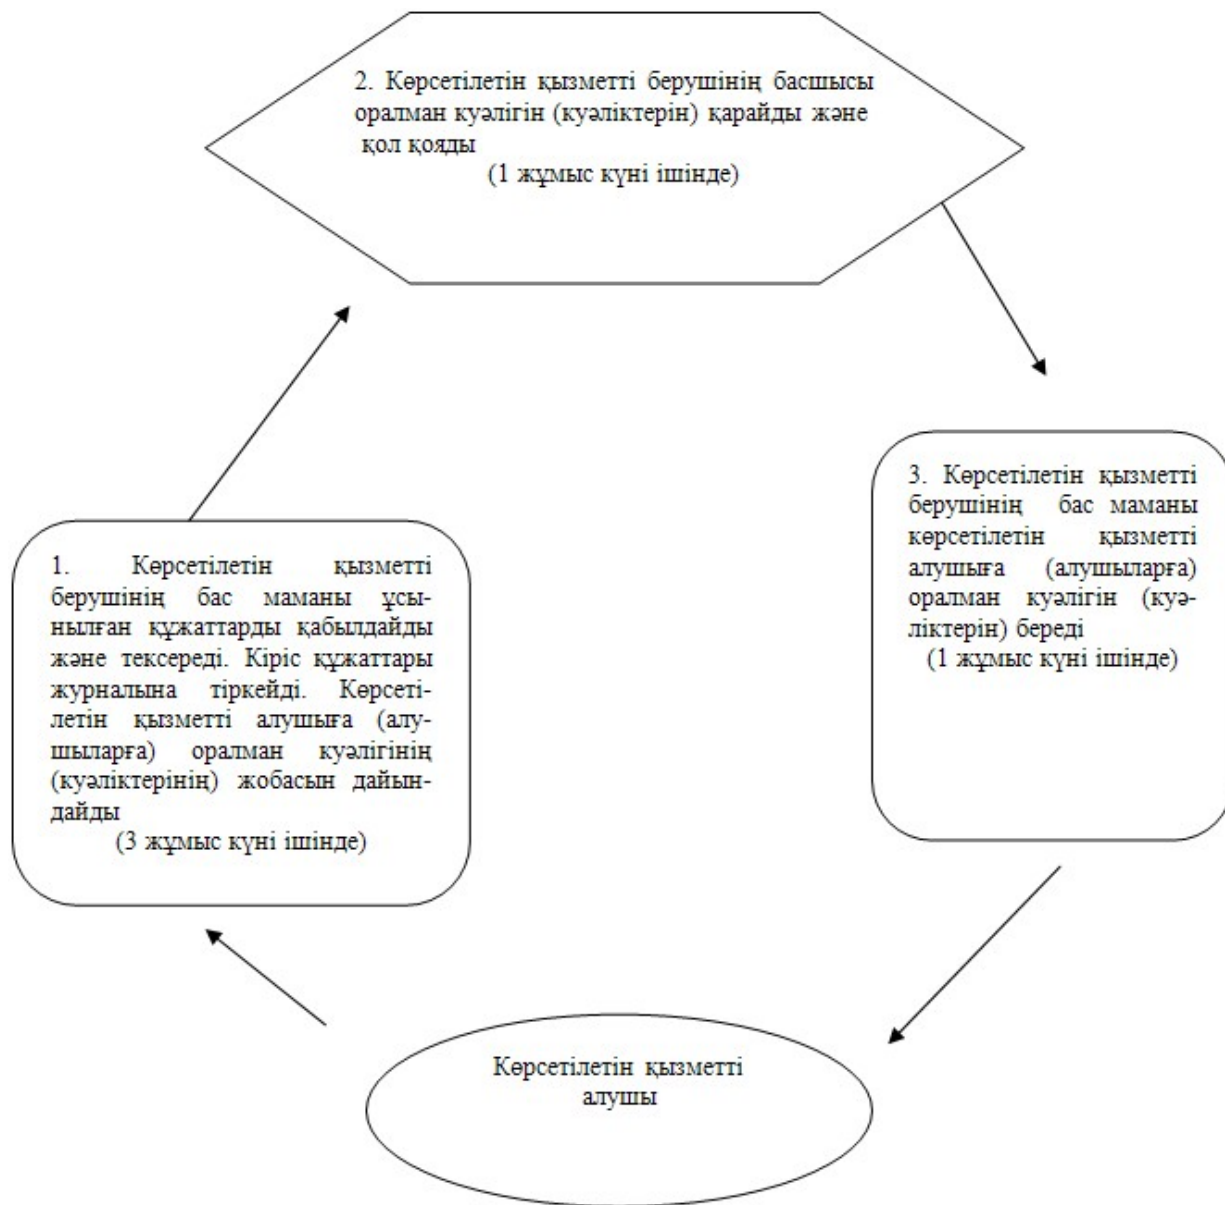 2. Көрсетілетін қызметті берушінің басшысы
оралман куәлігін (куәліктерін) қарайды және
қол қояды
(1 жұмыс күні ішінде)
1. Көрсетілетін қызметті
берушінің бас маманы ұсы-
нылған құжаттарды қабылдайды
және тексереді. Кіріс құжаттары
журналына тіркейді. Көрсеті-
летін қызметті алушыға (алу-
шыларға) оралман куәлігінің
(куәліктерінің) жобасын дайын-
дайды
(3 жұмыс күні ішінде)
3. Көрсетілетін қызметті
берушінің бас маманы
көрсетілетін қызметті
алушыға (алушыларға)
оралман куәлігін (куә-
ліктерін) береді
(1 жұмыс күні ішінде)
Көрсетілетін қызметті
алушы